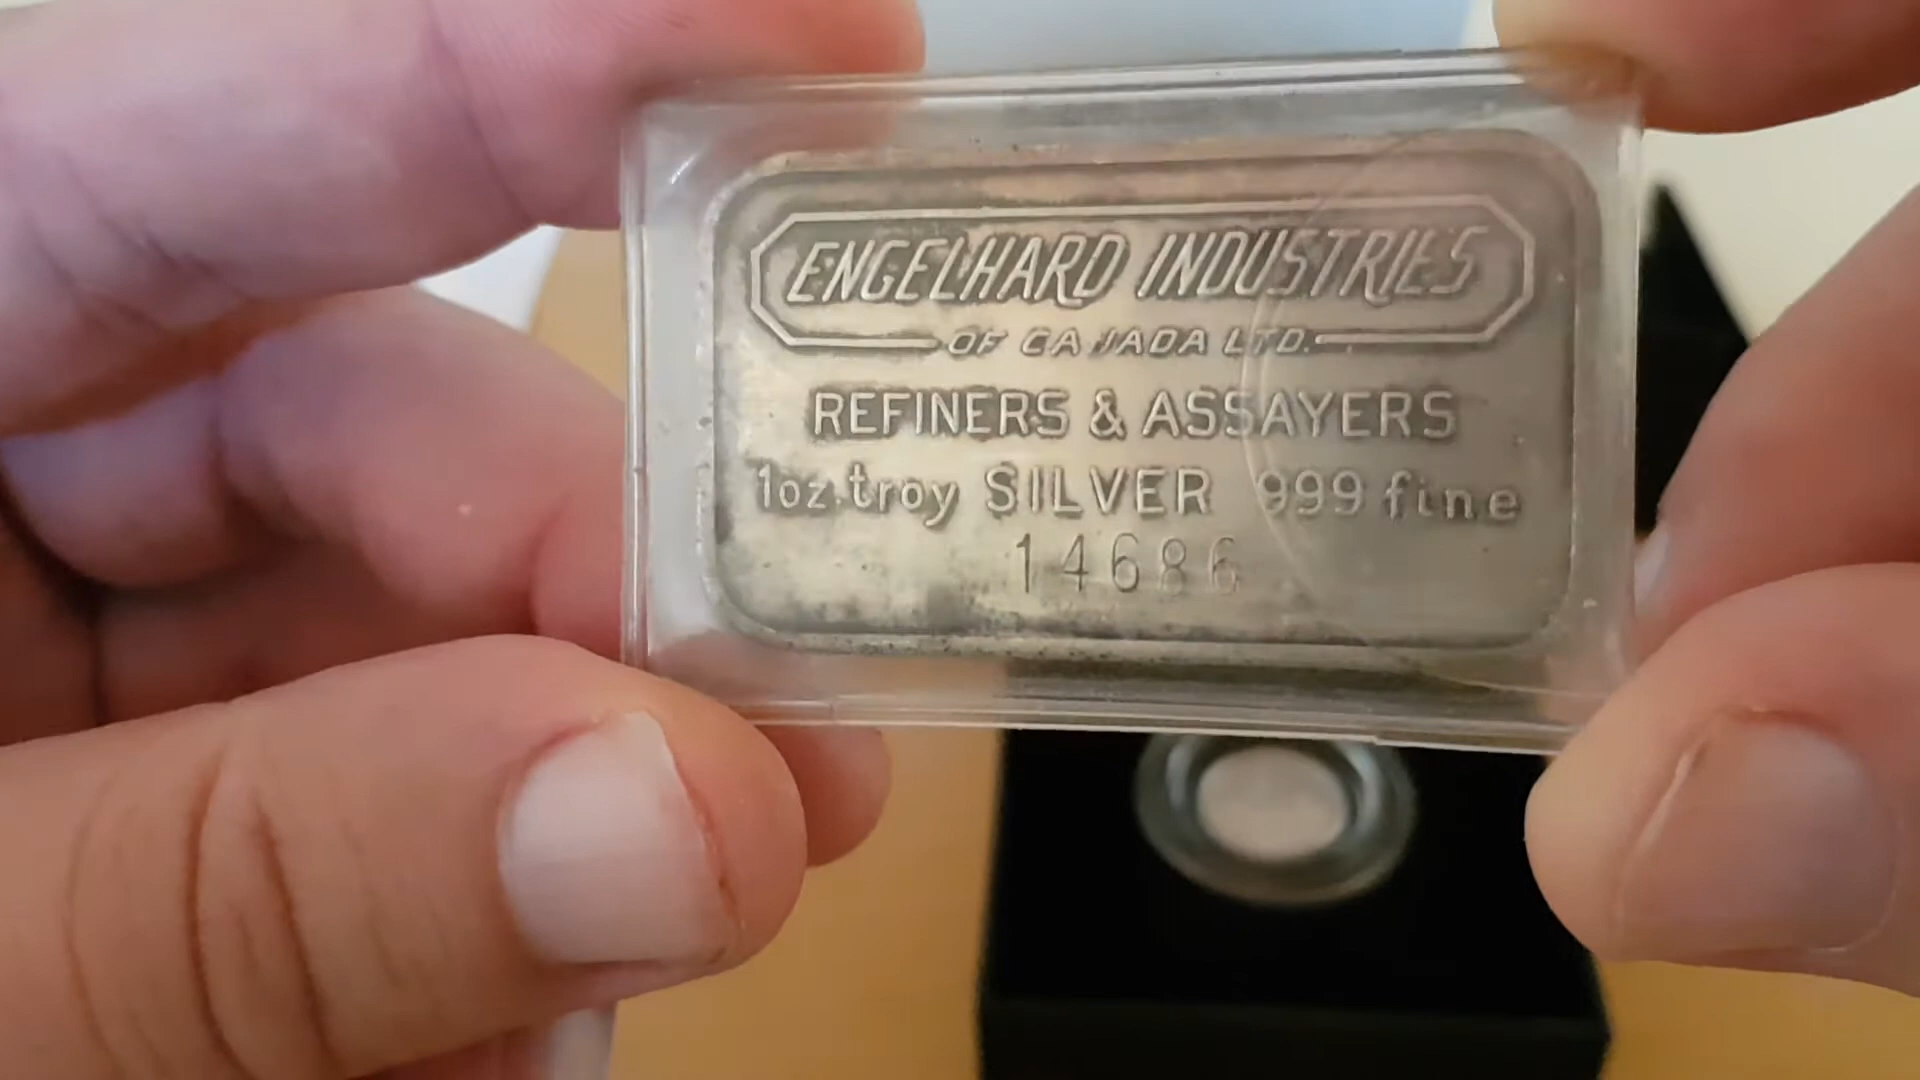 ENGELHARD INDUSTRIES
OF CANADA LTD.
REFINERS & ASSAYERS
1oz.troy SILVER 999 fine
14686